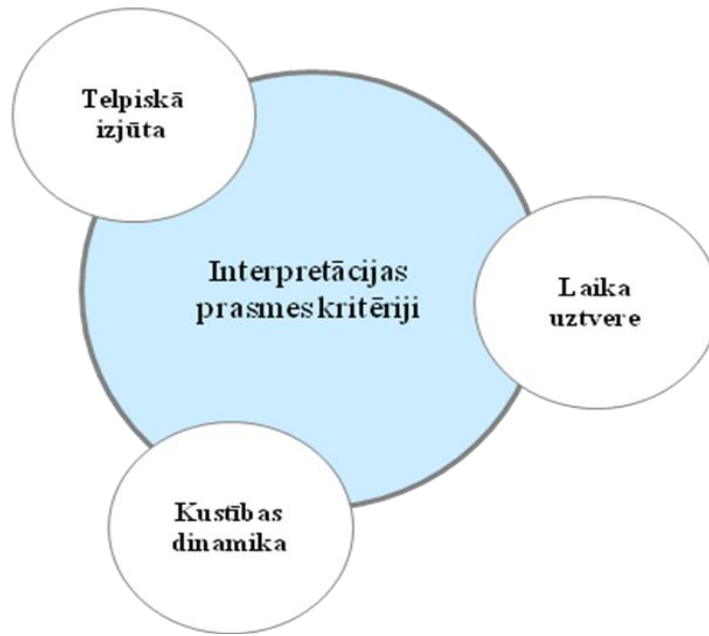 Telpiskā
izjūta
Interpretācijas
prasmes kritēriji
Laika
uztvere
Kustības
dinamika